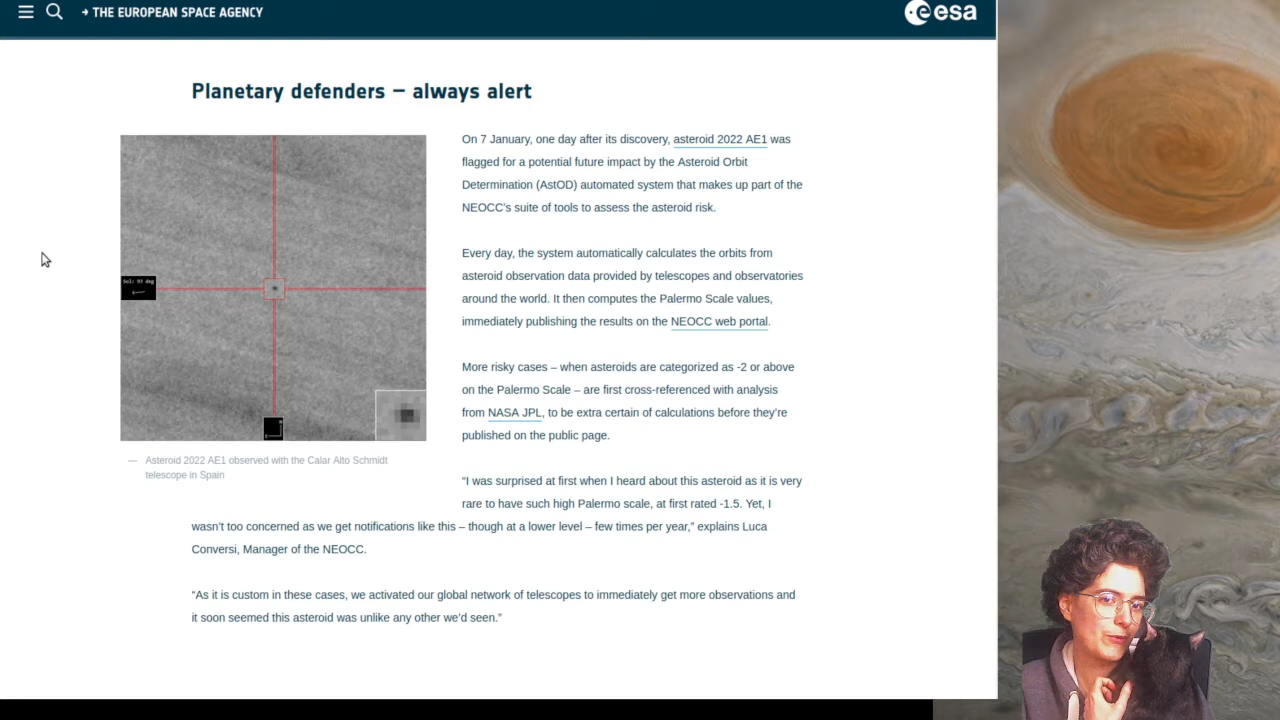 → THE EUROPEAN SPACE AGENCY
esa
Planetary defenders – always alert
On 7 January, one day after its discovery, asteroid 2022 AE1 was
flagged for a potential future impact by the Asteroid Orbit
Determination (AstOD) automated system that makes up part of the
NEOCC's suite of tools to assess the asteroid risk.
Every day, the system automatically calculates the orbits from
asteroid observation data provided by telescopes and observatories
around the world. It then computes the Palermo Scale values,
immediately publishing the results on the NEOCC web portal.
More risky cases – when asteroids are categorized as -2 or above
on the Palermo Scale – are first cross-referenced with analysis
from NASA JPL, to be extra certain of calculations before they're
published on the public page.
— Asteroid 2022 AE1 observed with the Calar Alto Schmidt
telescope in Spain
“I was surprised at first when I heard about this asteroid as it is very
rare to have such high Palermo scale, at first rated -1.5. Yet, I
wasn't too concerned as we get notifications like this – though at a lower level – few times per year,” explains Luca
Conversi, Manager of the NEOCC.
“As it is custom in these cases, we activated our global network of telescopes to immediately get more observations and
it soon seemed this asteroid was unlike any other we'd seen.”